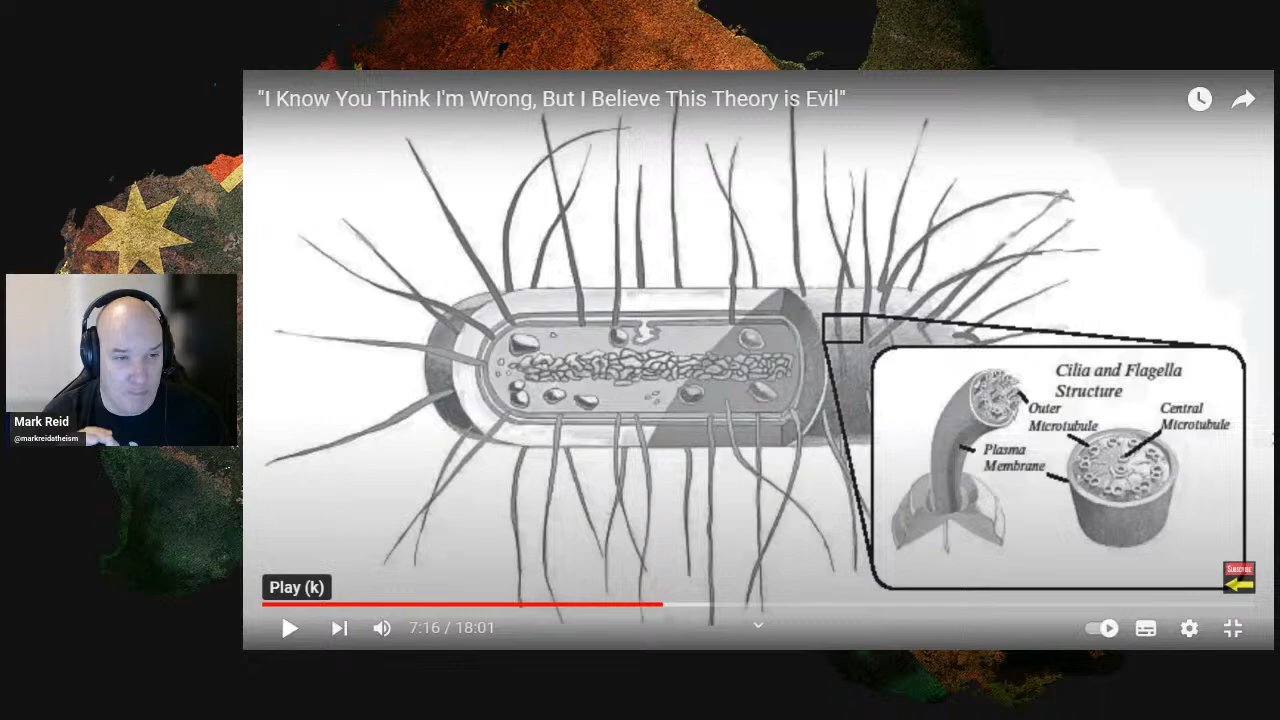 "I Know You Think I'm Wrong, But I Believe This Theory is Evil"
Cilia and Flagella
Structure
Outer
Microtubule
Central
Microtubule
Plasma
Membrane
Mark Reid
@markreidatheism
Play (k)
SUBSCRIBE
7:16 / 18:01